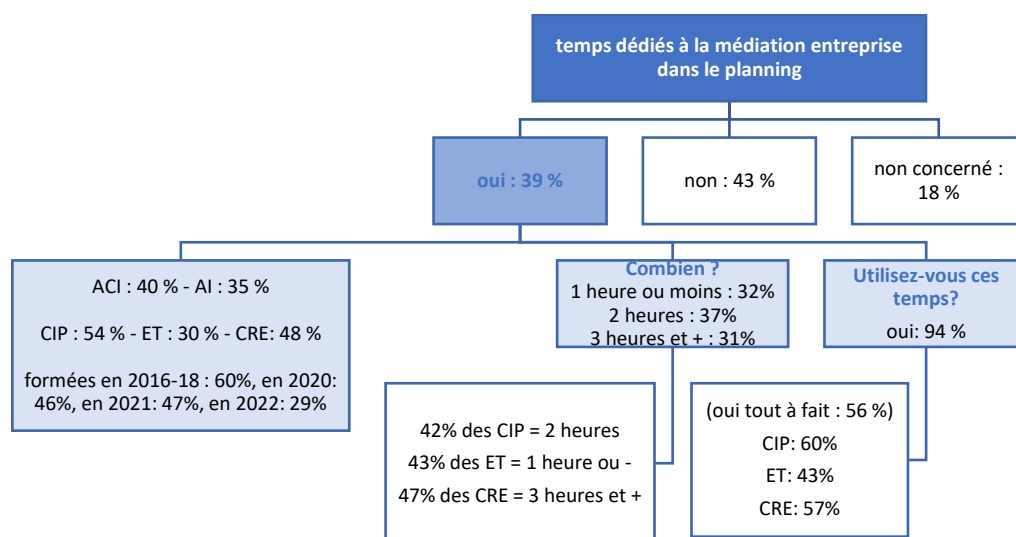 temps dédiés à la médiation entreprise
dans le planning
oui : 39 %
non : 43 %
non concerné :
18 %
ACI : 40 % - AI : 35 %
CIP : 54 % - ET : 30 % - CRE: 48 %
formées en 2016-18 : 60%, en 2020:
46%, en 2021: 47%, en 2022: 29%
Combien ?
1 heure ou moins : 32%
2 heures : 37%
3 heures et + : 31%
Utilisez-vous ces
temps?
oui: 94 %
42% des CIP = 2 heures
43% des ET = 1 heure ou -
47% des CRE = 3 heures et +
(oui tout à fait : 56 %)
CIP: 60%
ET: 43%
CRE: 57%